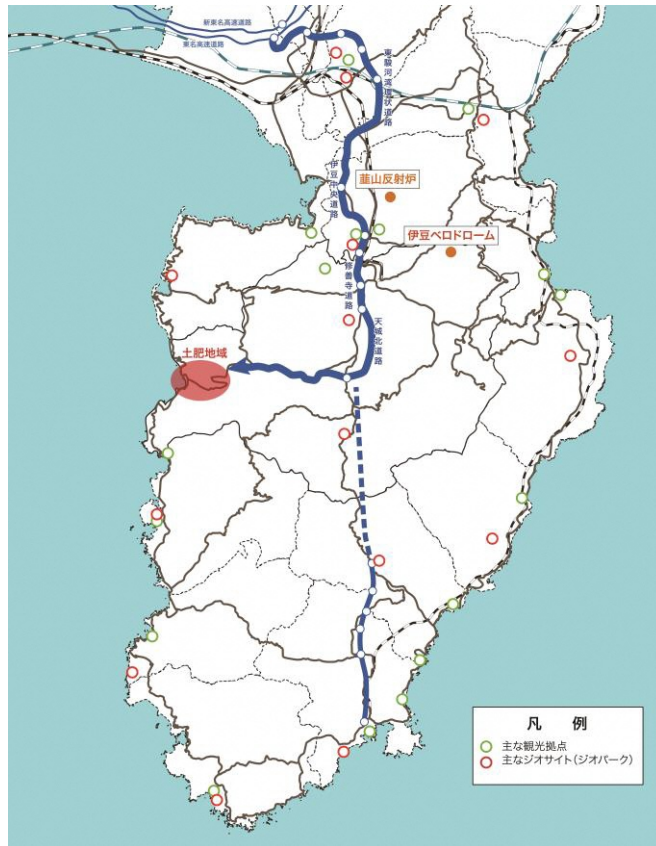 新東名高速道路
東名高速道路
東駿河湾環状道路
伊豆中央道路
韮山反射炉
伊豆ベロドローム
修善寺道路
天城北道路
土肥地域
凡 例
主な観光拠点
主なジオサイト(ジオパーク)